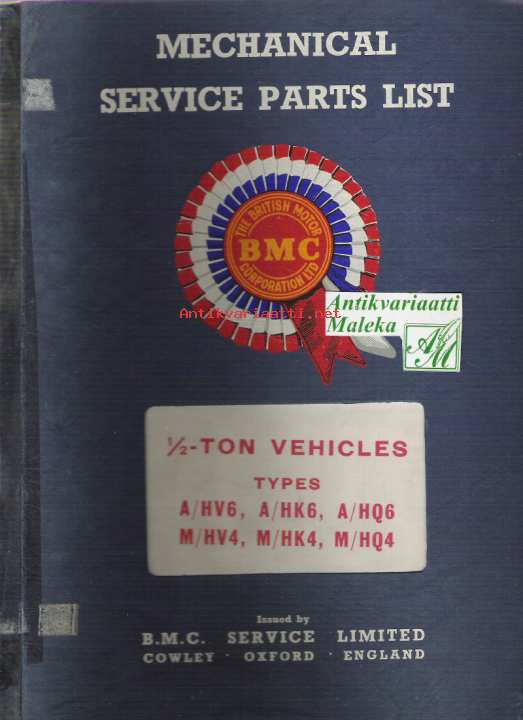 MECHANICAL
SERVICE PARTS LIST
THE BRITISH MOTOR
BMC
CORPORATION LTD
Antikvariaatti.net
Antikvariaatti
Maleka
AM
½-TON VEHICLES
TYPES
A/HV6, A/HK6, A/HQ6
M/HV4, M/HK4, M/HQ4
Issued by
B.M.C. SERVICE LIMITED
COWLEY · OXFORD · ENGLAND